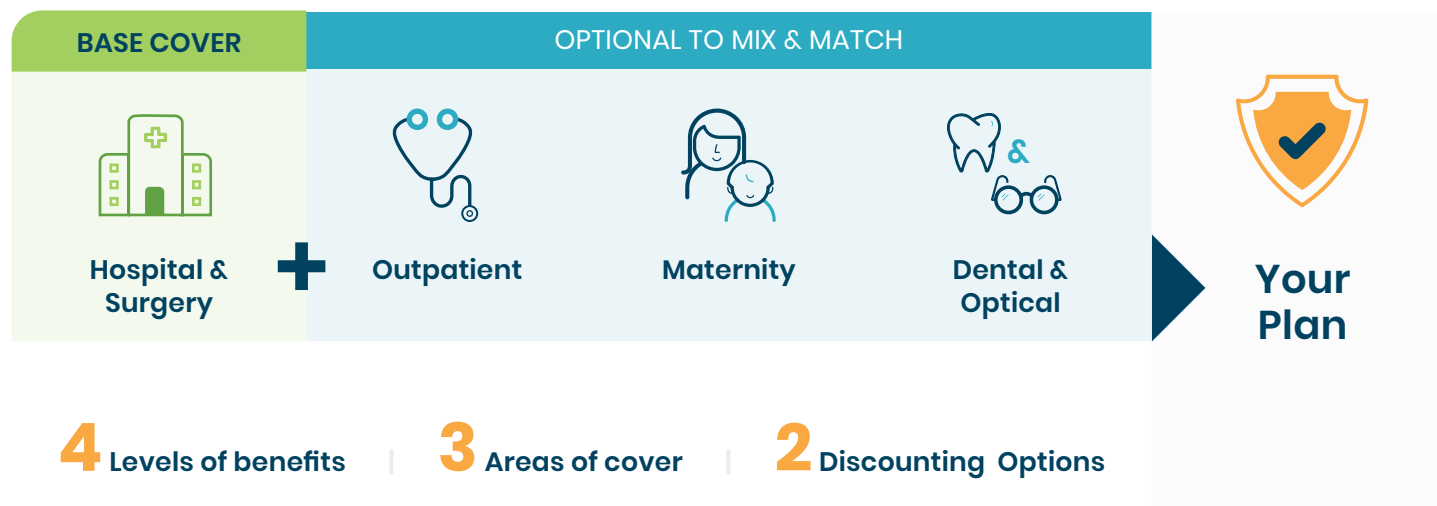 BASE COVER
OPTIONAL TO MIX & MATCH
&
Hospital &
Surgery
Outpatient
Maternity
Dental &
Optical
Your
Plan
4 Levels of benefits
3 Areas of cover
2 Discounting Options